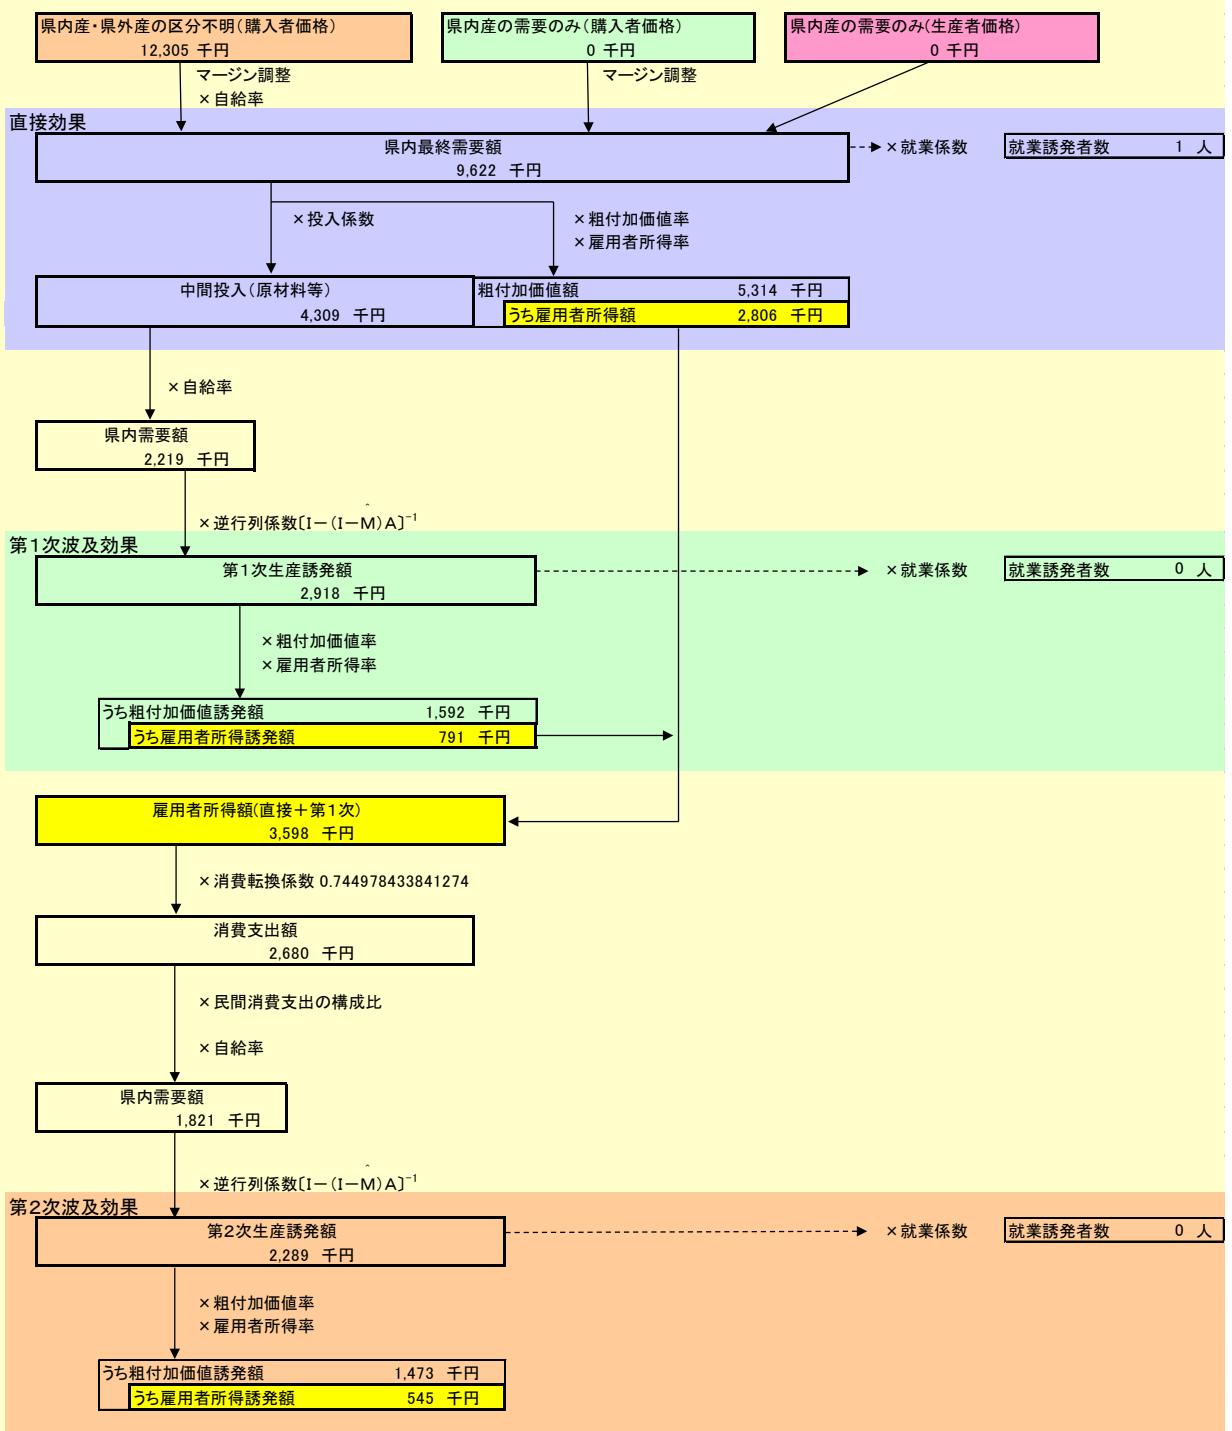 県内産・県外産の区分不明(購入者価格)
12,305 千円
県内産の需要のみ(購入者価格)
0 千円
県内産の需要のみ(生産者価格)
0 千円
マージン調整
×自給率
マージン調整
直接効果
県内最終需要額
9,622 千円
×就業係数
就業誘発者数 1 人
×投入係数
×粗付加価値率
×雇用者所得率
中間投入(原材料等)
4,309 千円
粗付加価値額 5,314 千円
うち雇用者所得額 2,806 千円
×自給率
県内需要額
2,219 千円
×逆行列係数〔I-(I-M̂)A〕⁻¹
第1次波及効果
第1次生産誘発額
2,918 千円
×就業係数
就業誘発者数 0 人
×粗付加価値率
×雇用者所得率
うち粗付加価値誘発額 1,592 千円
うち雇用者所得誘発額 791 千円
雇用者所得額(直接+第1次)
3,598 千円
×消費転換係数 0.744978433841274
消費支出額
2,680 千円
×民間消費支出の構成比
×自給率
県内需要額
1,821 千円
×逆行列係数〔I-(I-M̂)A〕⁻¹
第2次波及効果
第2次生産誘発額
2,289 千円
×就業係数
就業誘発者数 0 人
×粗付加価値率
×雇用者所得率
うち粗付加価値誘発額 1,473 千円
うち雇用者所得誘発額 545 千円